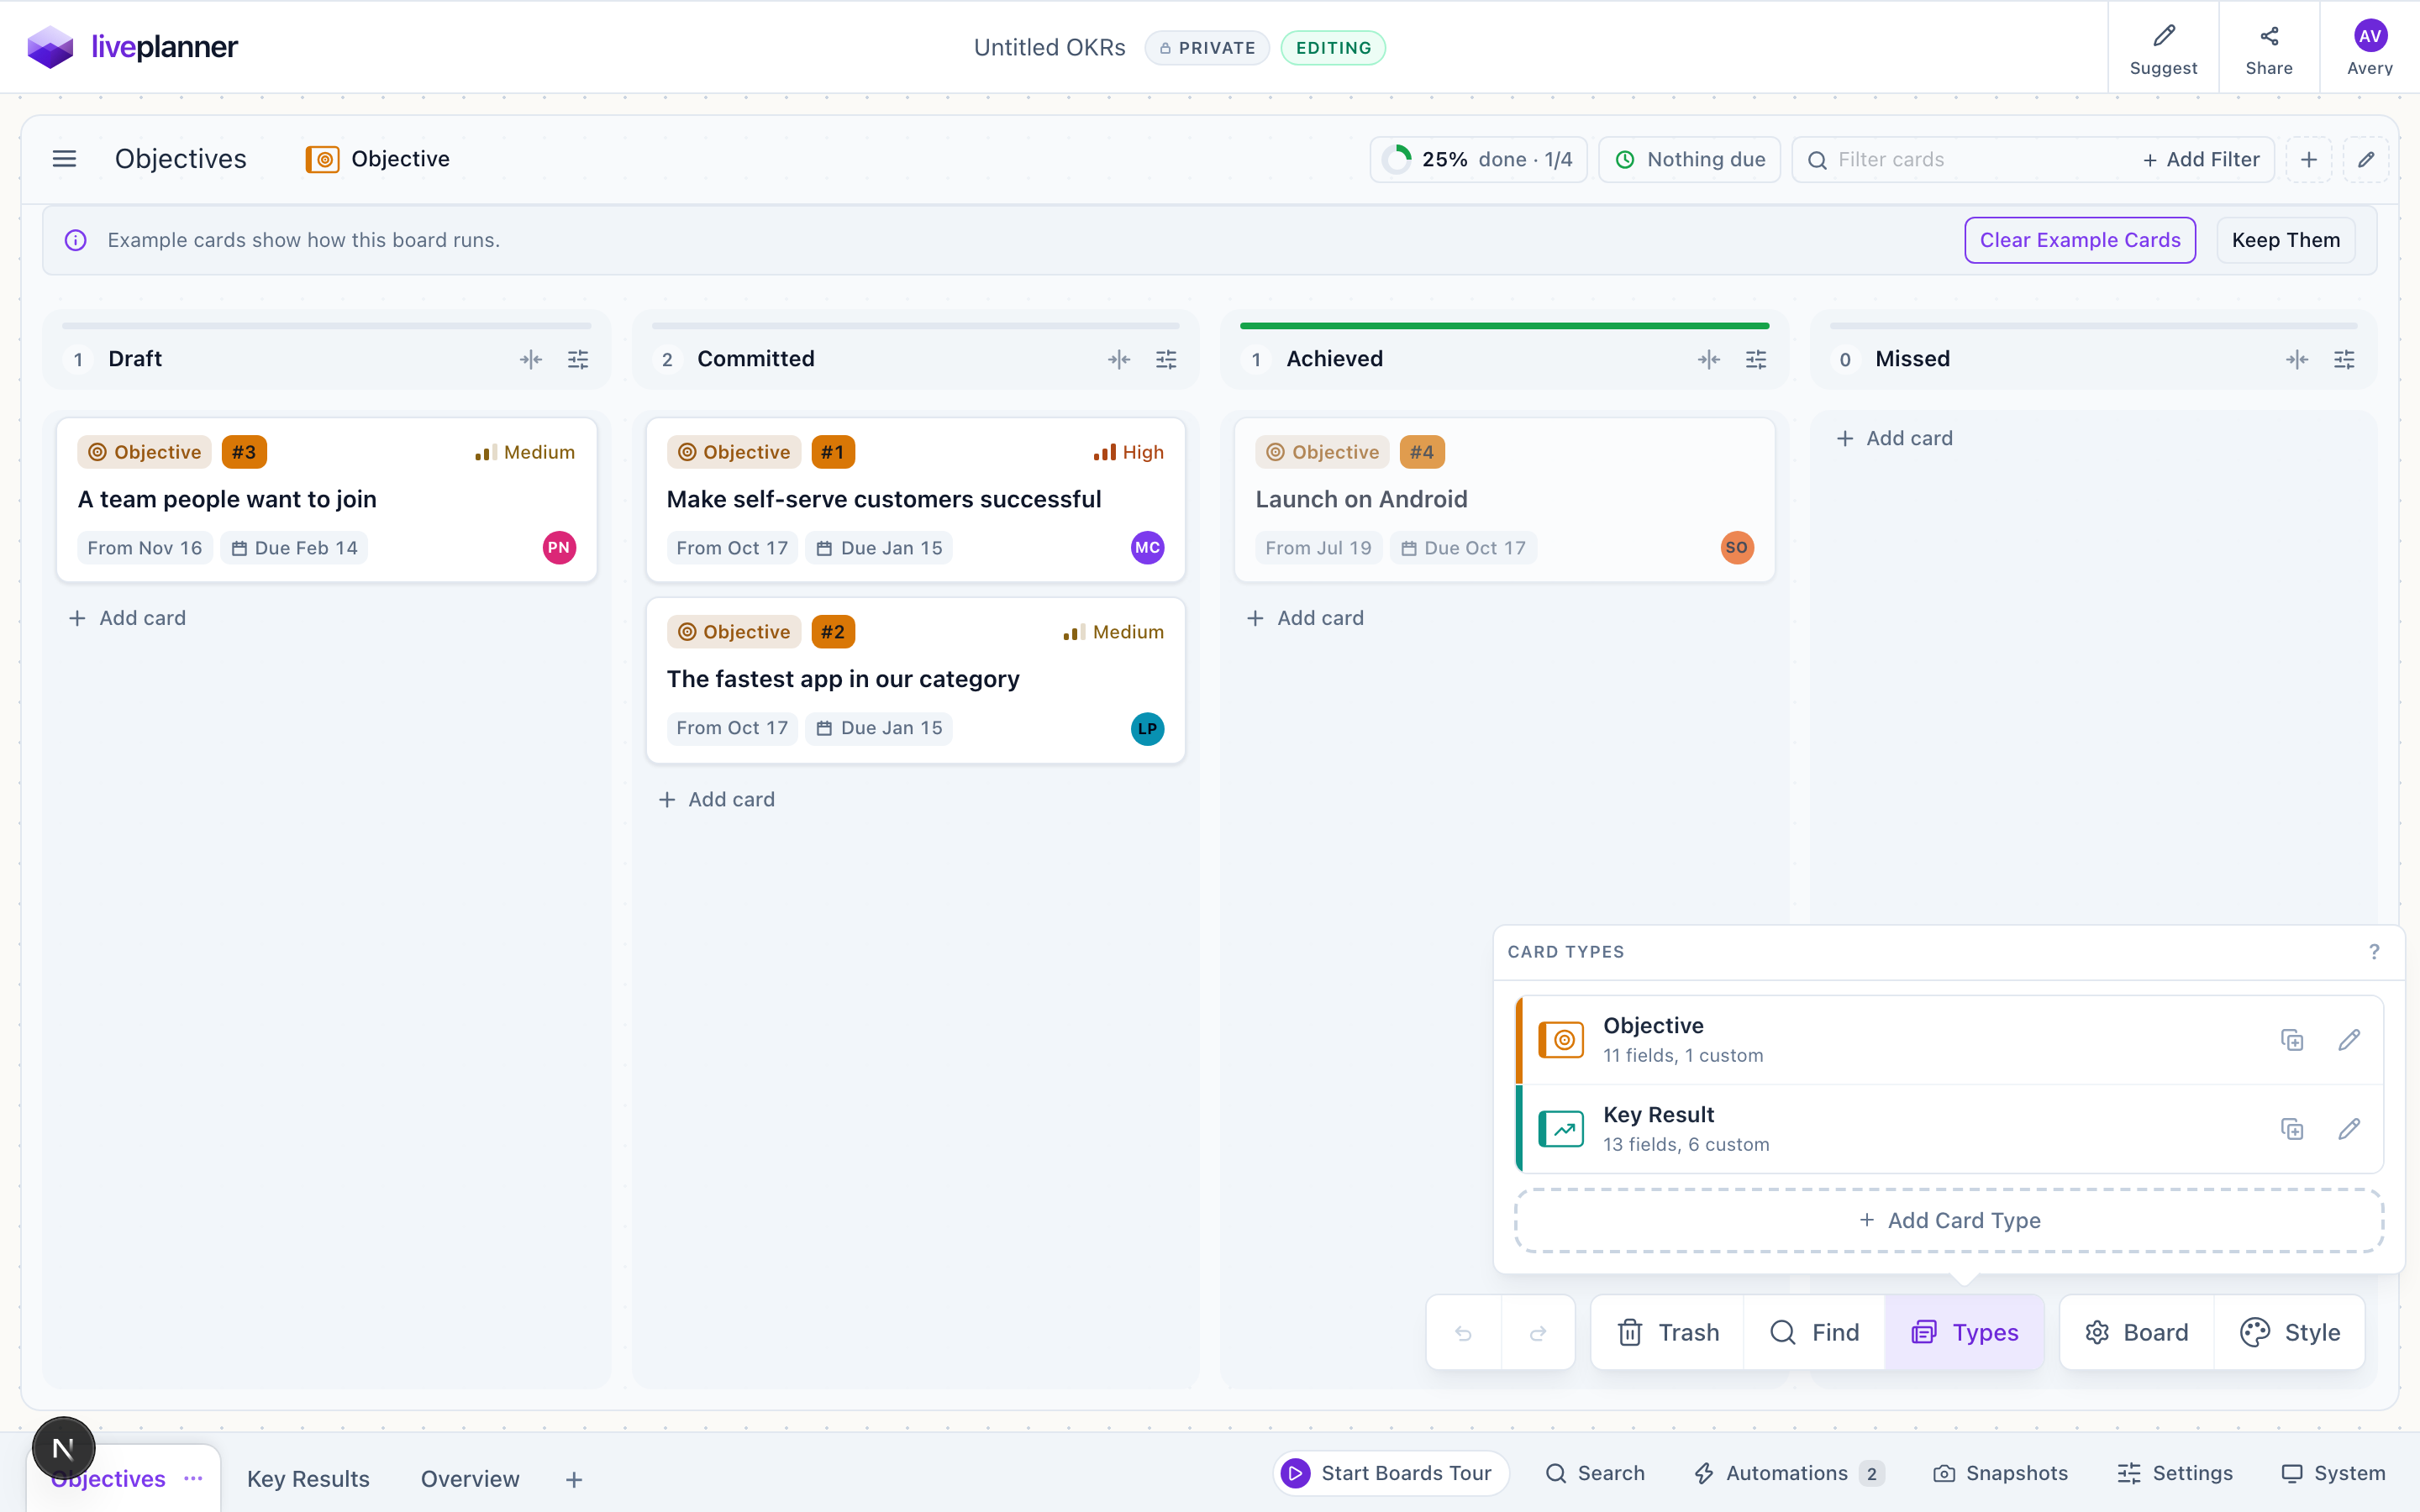 liveplanner
Untitled OKRs
PRIVATE
EDITING
Suggest
Share
AV
Avery
Objectives
Objective
25% done · 1/4
Nothing due
Filter cards
+ Add Filter
Example cards show how this board runs.
Clear Example Cards
Keep Them
1 Draft
2 Committed
1 Achieved
0 Missed
Objective #3 Medium
A team people want to join
From Nov 16 Due Feb 14 PN
+ Add card
Objective #1 High
Make self-serve customers successful
From Oct 17 Due Jan 15 MC
Objective #2 Medium
The fastest app in our category
From Oct 17 Due Jan 15 LP
+ Add card
Objective #4
Launch on Android
From Jul 19 Due Oct 17 SO
+ Add card
+ Add card
CARD TYPES ?
Objective
11 fields, 1 custom
Key Result
13 fields, 6 custom
+ Add Card Type
Trash
Find
Types
Board
Style
N
Objectives ...
Key Results
Overview
+
Start Boards Tour
Search
Automations 2
Snapshots
Settings
System